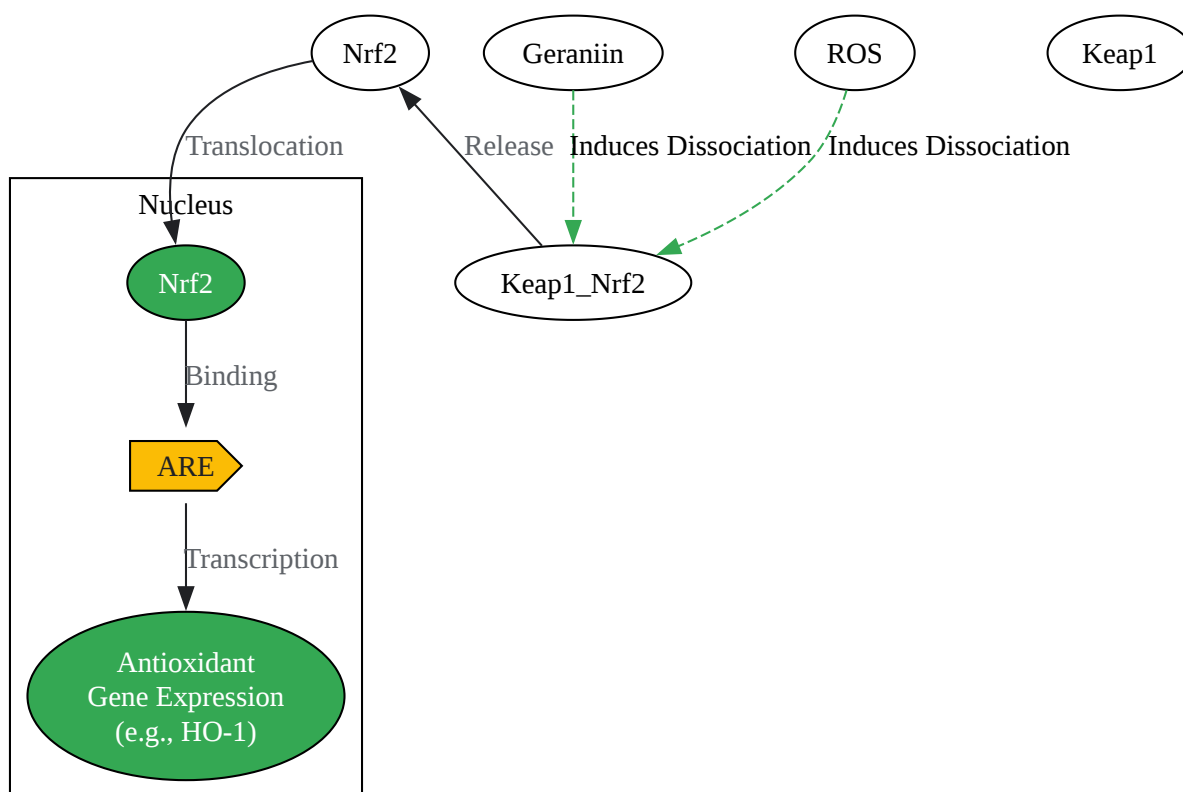 Nrf2
Geraniin
ROS
Keap1
Translocation
Release
Induces Dissociation
Induces Dissociation
Nucleus
Nrf2
Keap1_Nrf2
Binding
ARE
Transcription
Antioxidant
Gene Expression
(e.g., HO-1)